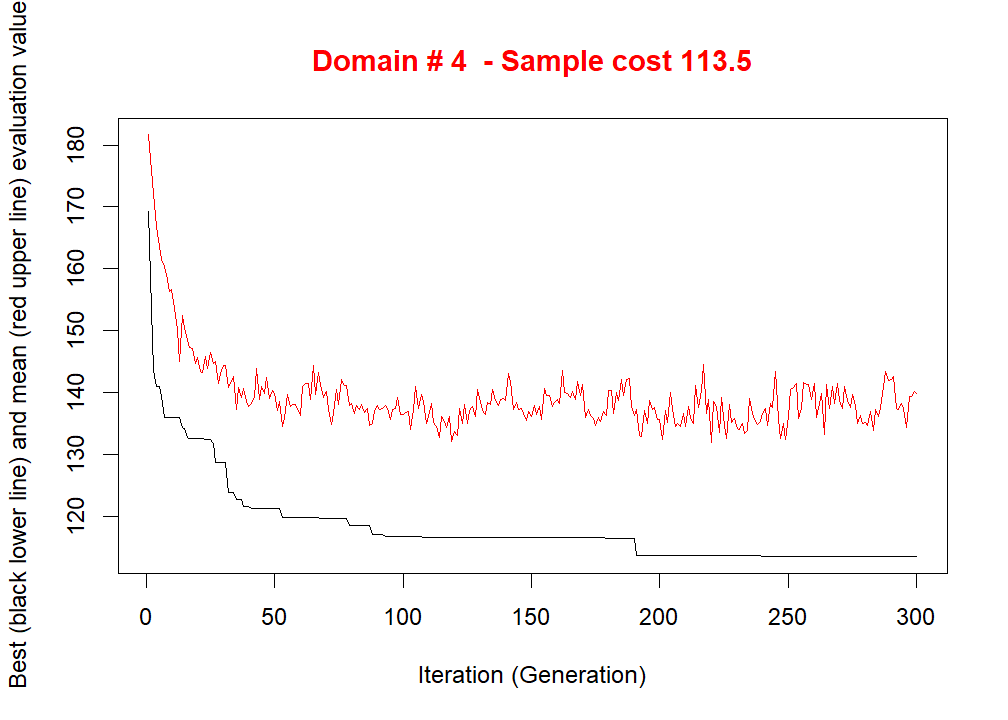 Domain # 4  - Sample cost 113.5
Best (black lower line) and mean (red upper line) evaluation value
180
170
160
150
140
130
120
0 50 100 150 200 250 300
Iteration (Generation)